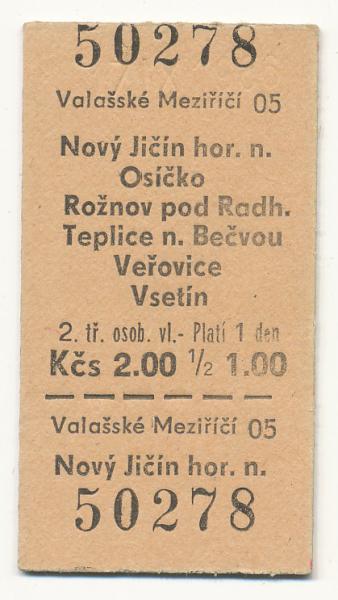 50278
Valašské Meziříčí 05
Nový Jičín hor. n.
Osíčko
Rožnov pod Radh.
Teplice n. Bečvou
Veřovice
Vsetín
2. tř. osob. vl.- Platí 1 den
Kčs 2.00 ½ 1.00
Valašské Meziříčí 05
Nový Jičín hor. n.
50278